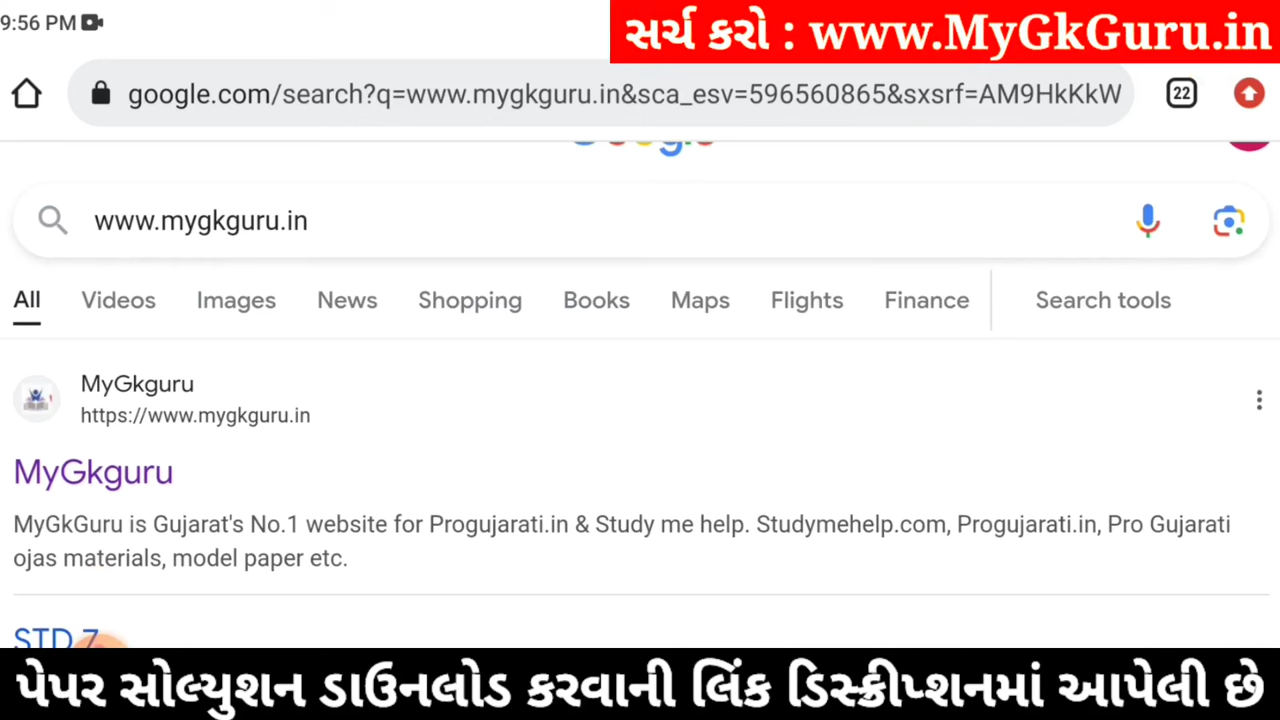 9:56 PM
સર્ચ કરો : www.MyGkGuru.in
google.com/search?q=www.mygkguru.in&sca_esv=596560865&sxsrf=AM9HkKkW
22
www.mygkguru.in
All Videos Images News Shopping Books Maps Flights Finance Search tools
MyGkguru
https://www.mygkguru.in
MyGkguru
MyGkGuru is Gujarat's No.1 website for Progujarati.in & Study me help. Studymehelp.com, Progujarati.in, Pro Gujarati
ojas materials, model paper etc.
STD 7
પેપર સોલ્યુશન ડાઉનલોડ કરવાની લિંક ડિસ્ક્રીપ્શનમાં આપેલી છે